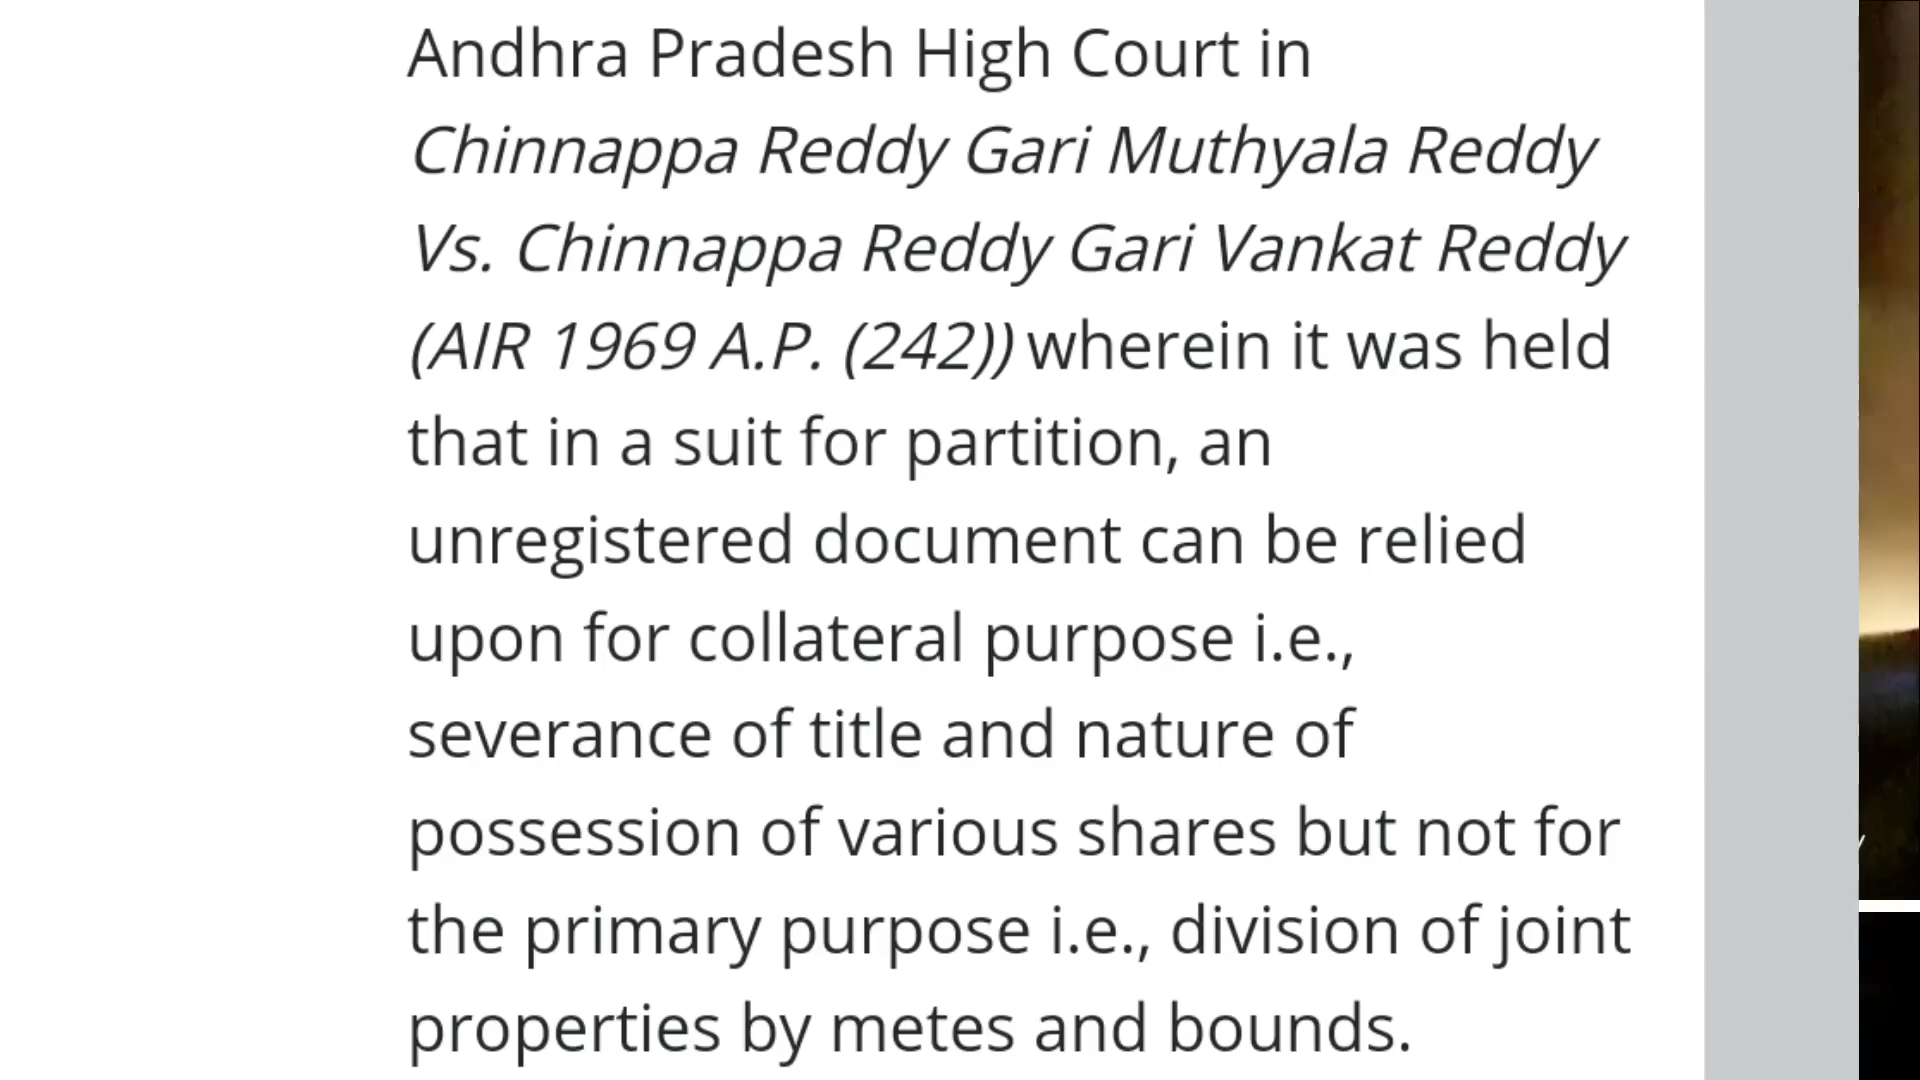 Andhra Pradesh High Court in
Chinnappa Reddy Gari Muthyala Reddy
Vs. Chinnappa Reddy Gari Vankat Reddy
(AIR 1969 A.P. (242)) wherein it was held
that in a suit for partition, an
unregistered document can be relied
upon for collateral purpose i.e.,
severance of title and nature of
possession of various shares but not for
the primary purpose i.e., division of joint
properties by metes and bounds.